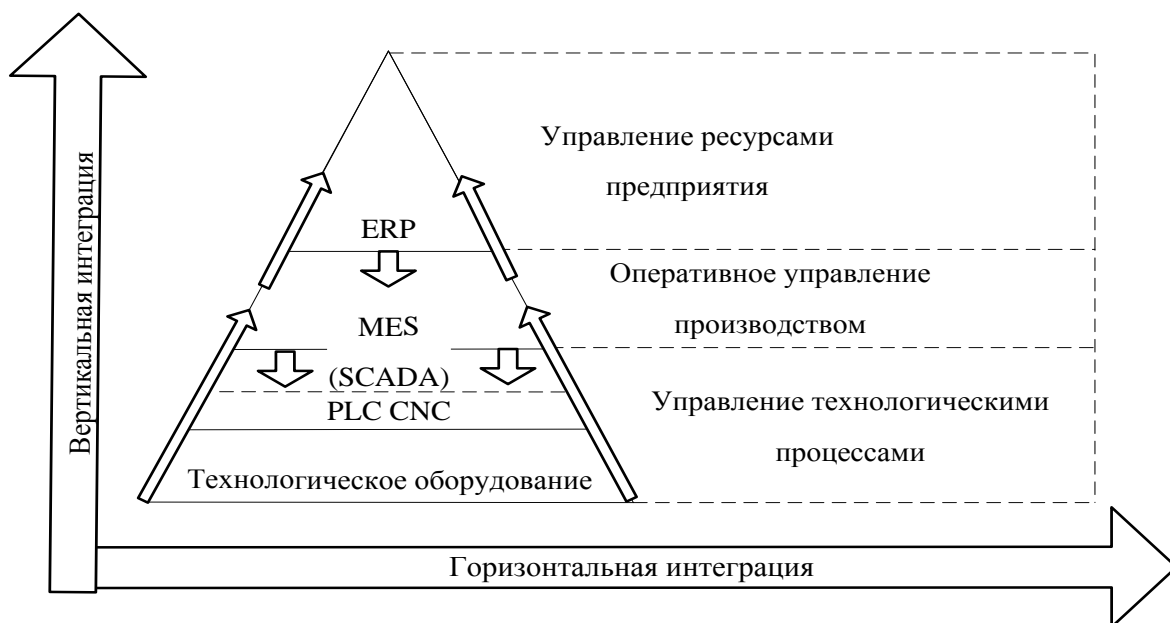 Вертикальная интеграция
Управление ресурсами
предприятия
ERP
Оперативное управление
производством
MES
(SCADA)
PLC CNC
Управление технологическими
процессами
Технологическое оборудование
Горизонтальная интеграция